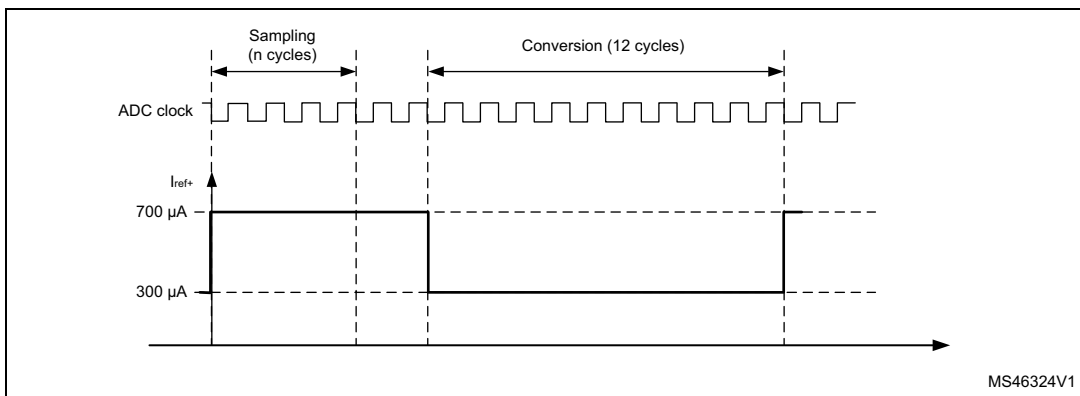 Sampling
(n cycles)
Conversion (12 cycles)
ADC clock
Iref+
700 µA
300 µA
MS46324V1